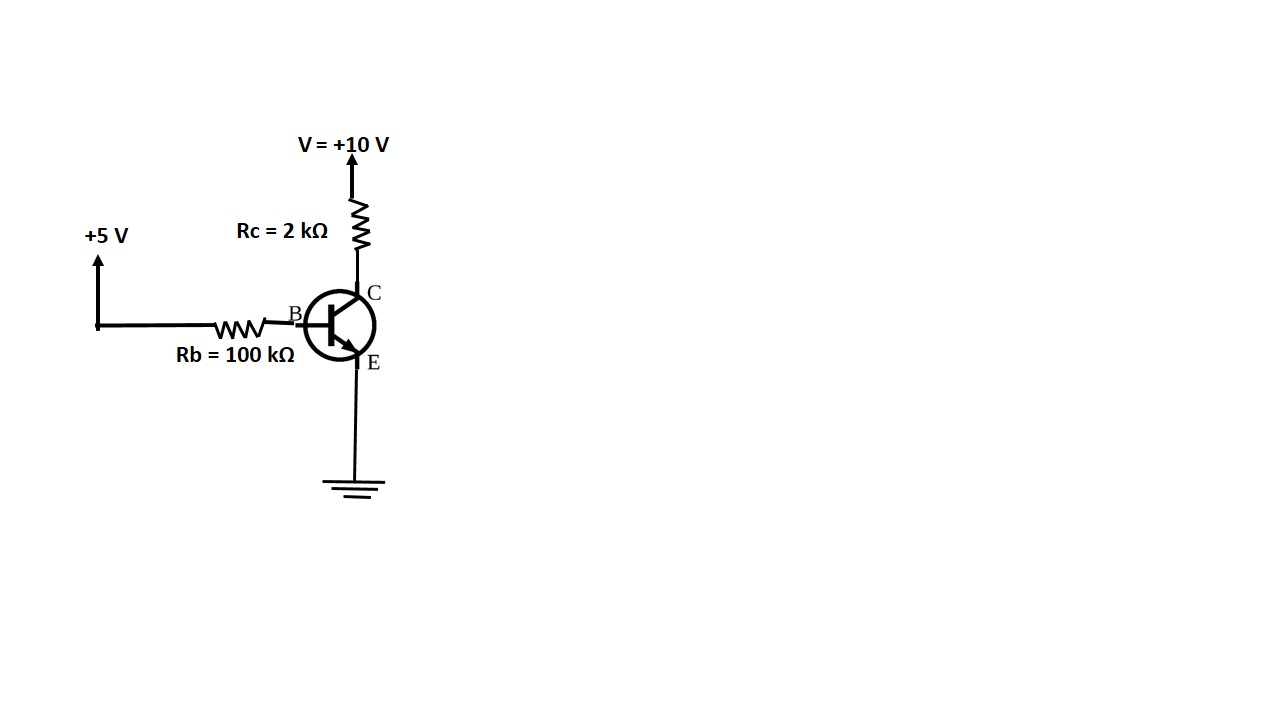 V = +10 V
Rc = 2 kΩ
+5 V
C
B
Rb = 100 kΩ
E